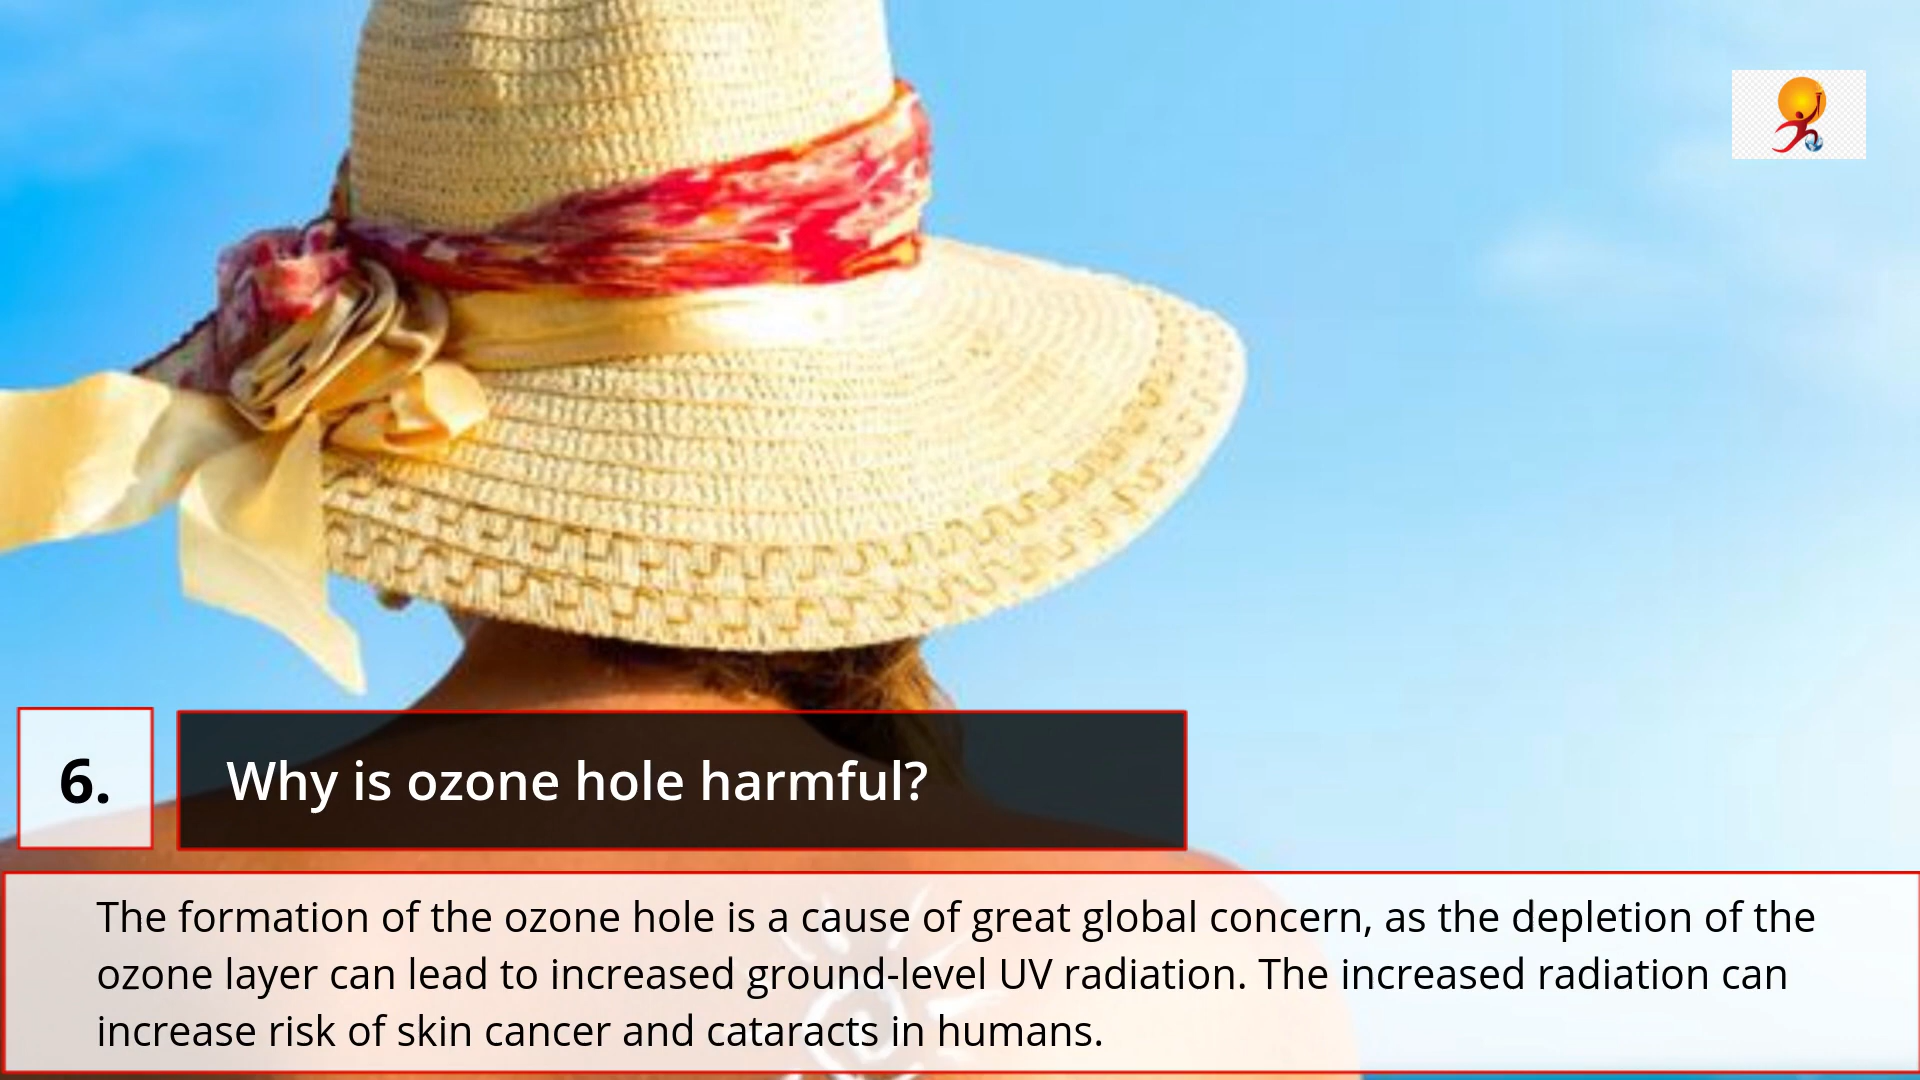 6.
Why is ozone hole harmful?
The formation of the ozone hole is a cause of great global concern, as the depletion of the
ozone layer can lead to increased ground-level UV radiation. The increased radiation can
increase risk of skin cancer and cataracts in humans.